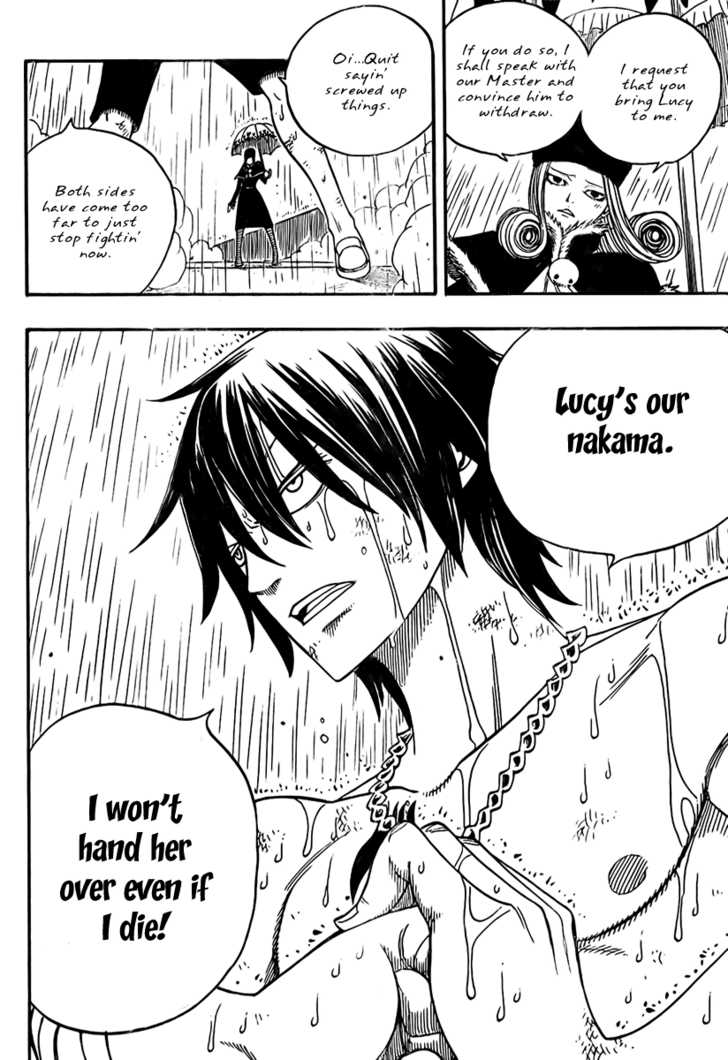 I request
that you
bring Lucy
to me.
If you do so, I
shall speak with
our Master and
convince him to
withdraw.
Oi...Quit
sayin'
screwed up
things.
Both sides
have come too
far to just
stop fightin'
now.
Lucy's our
nakama.
I won't
hand her
over even if
I die!